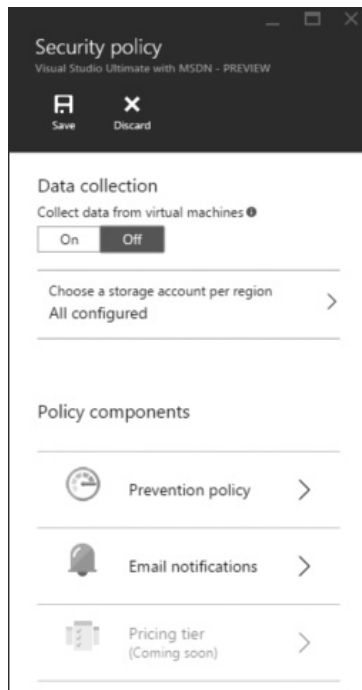 Security policy
Visual Studio Ultimate with MSDN - PREVIEW
Save Discard
Data collection
Collect data from virtual machines
On Off
Choose a storage account per region
All configured
Policy components
Prevention policy
Email notifications
Pricing tier
(Coming soon)